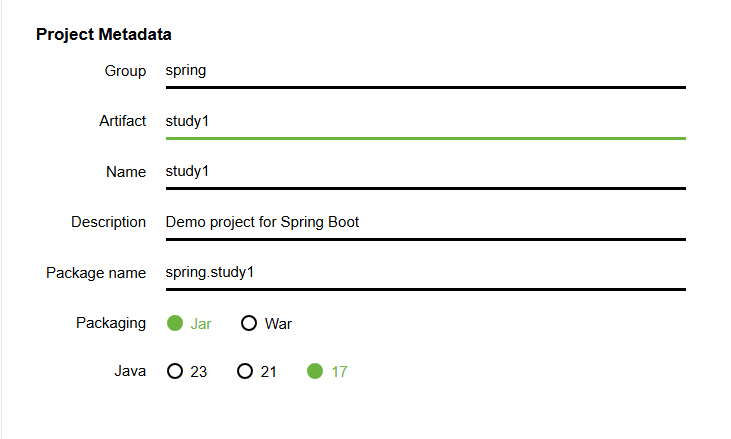 Project Metadata
Group spring
Artifact study1
Name study1
Description Demo project for Spring Boot
Package name spring.study1
Packaging Jar War
Java 23 21 17